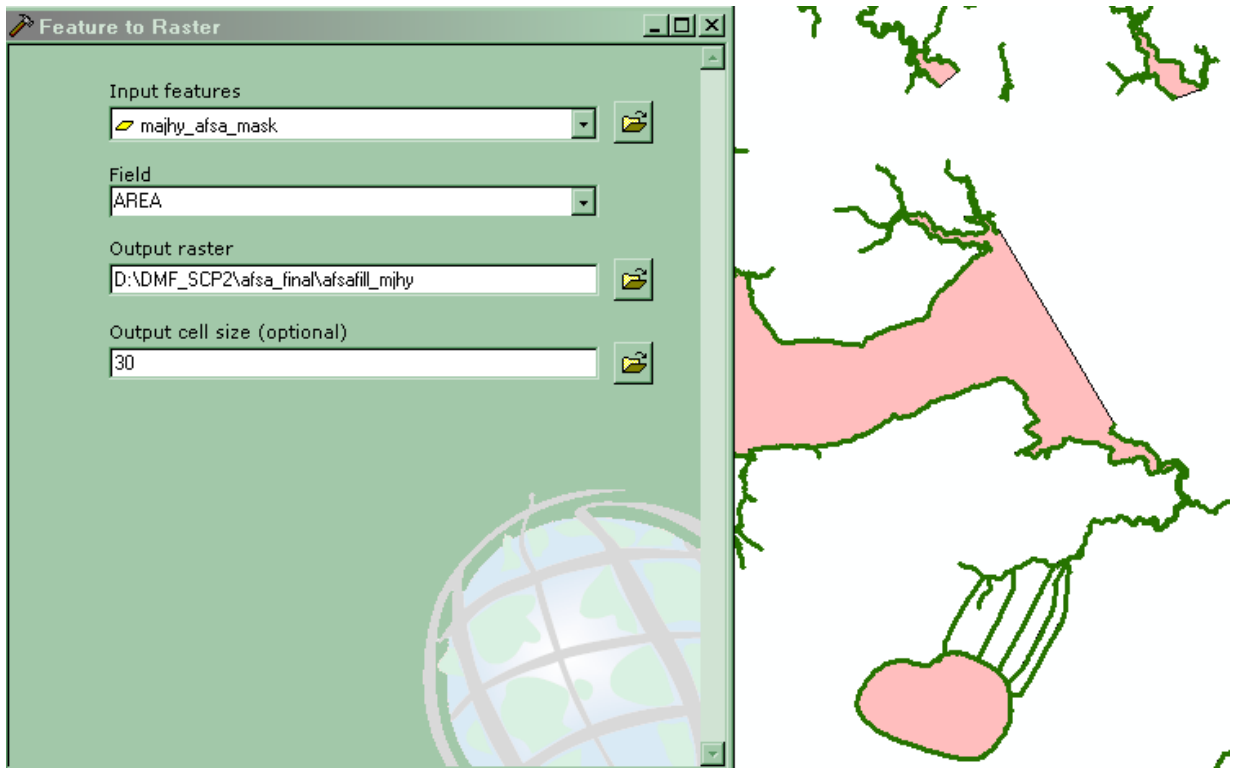 Feature to Raster
Input features
majhy_afsa_mask
Field
AREA
Output raster
D:\DMF_SCP2\afsa_final\afsafill_mjhy
Output cell size (optional)
30